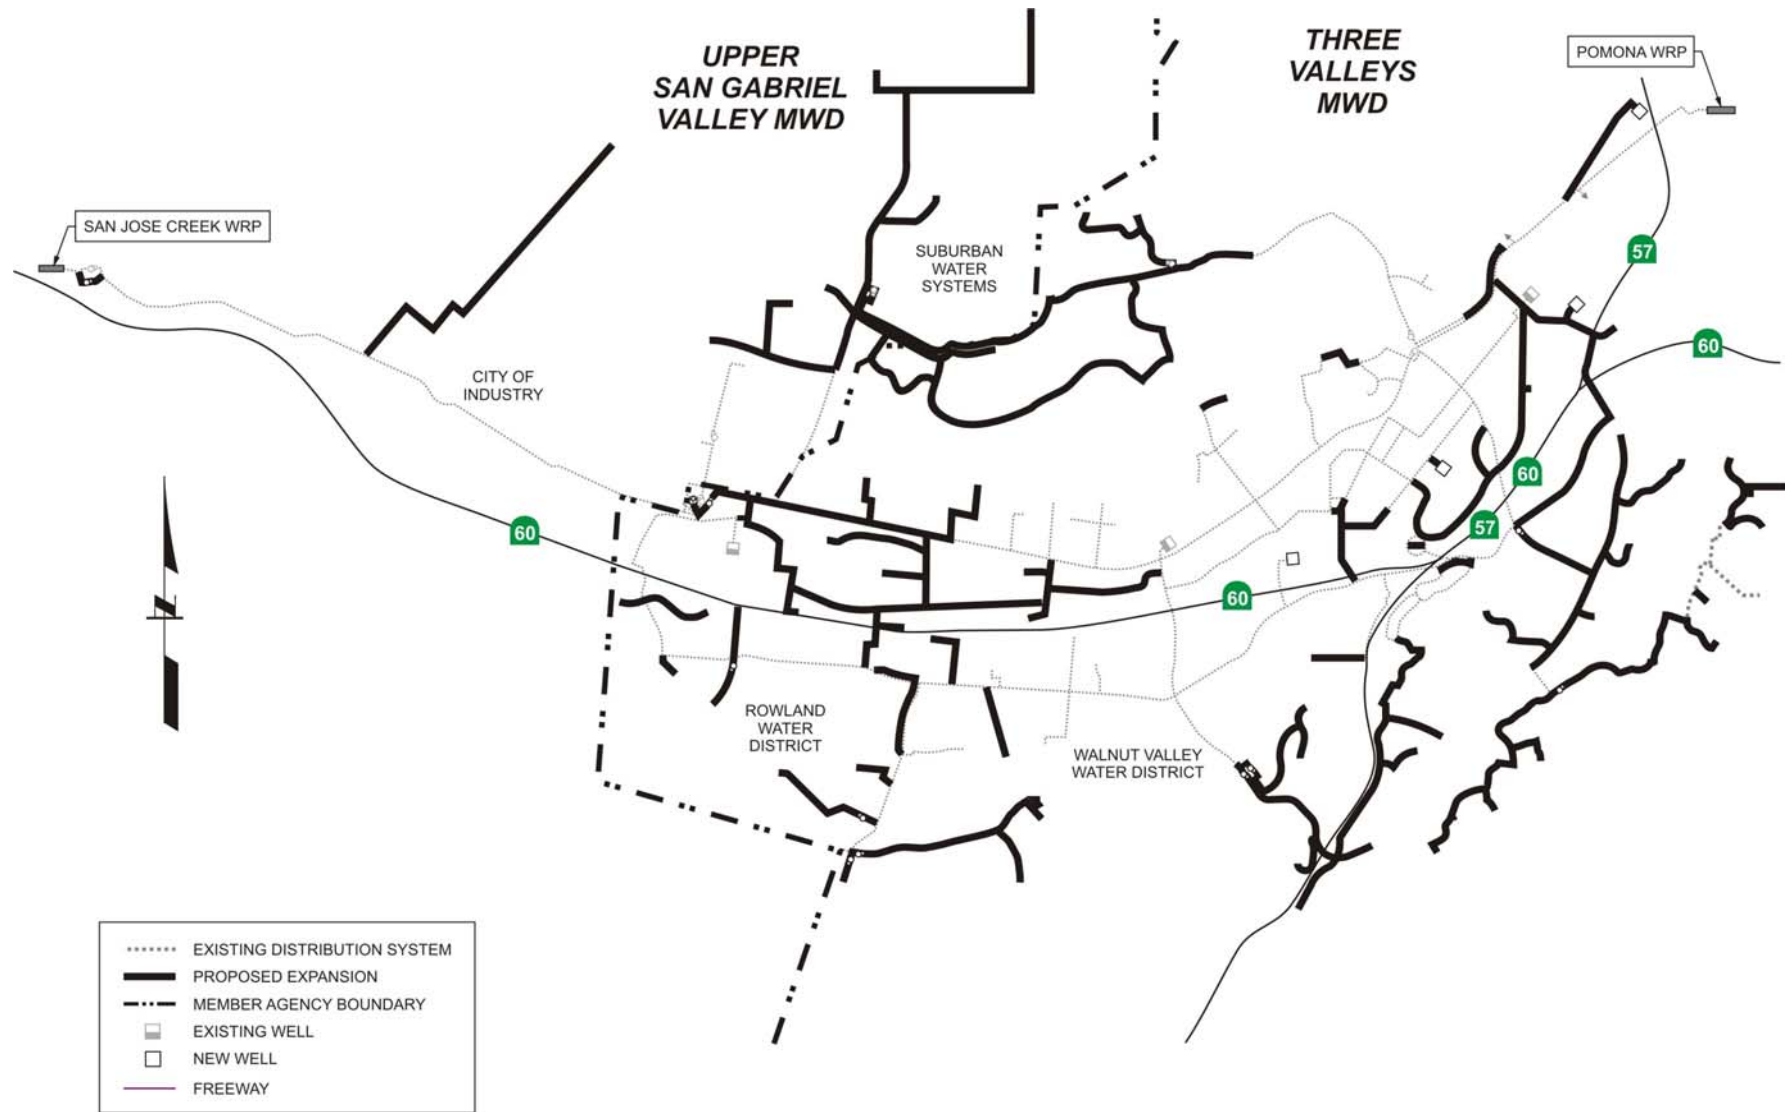 UPPER
SAN GABRIEL
VALLEY MWD
THREE
VALLEYS
MWD
POMONA WRP
SAN JOSE CREEK WRP
SUBURBAN
WATER
SYSTEMS
57
60
CITY OF
INDUSTRY
60
57
60
60
ROWLAND
WATER
DISTRICT
WALNUT VALLEY
WATER DISTRICT
EXISTING DISTRIBUTION SYSTEM
PROPOSED EXPANSION
MEMBER AGENCY BOUNDARY
EXISTING WELL
NEW WELL
FREEWAY